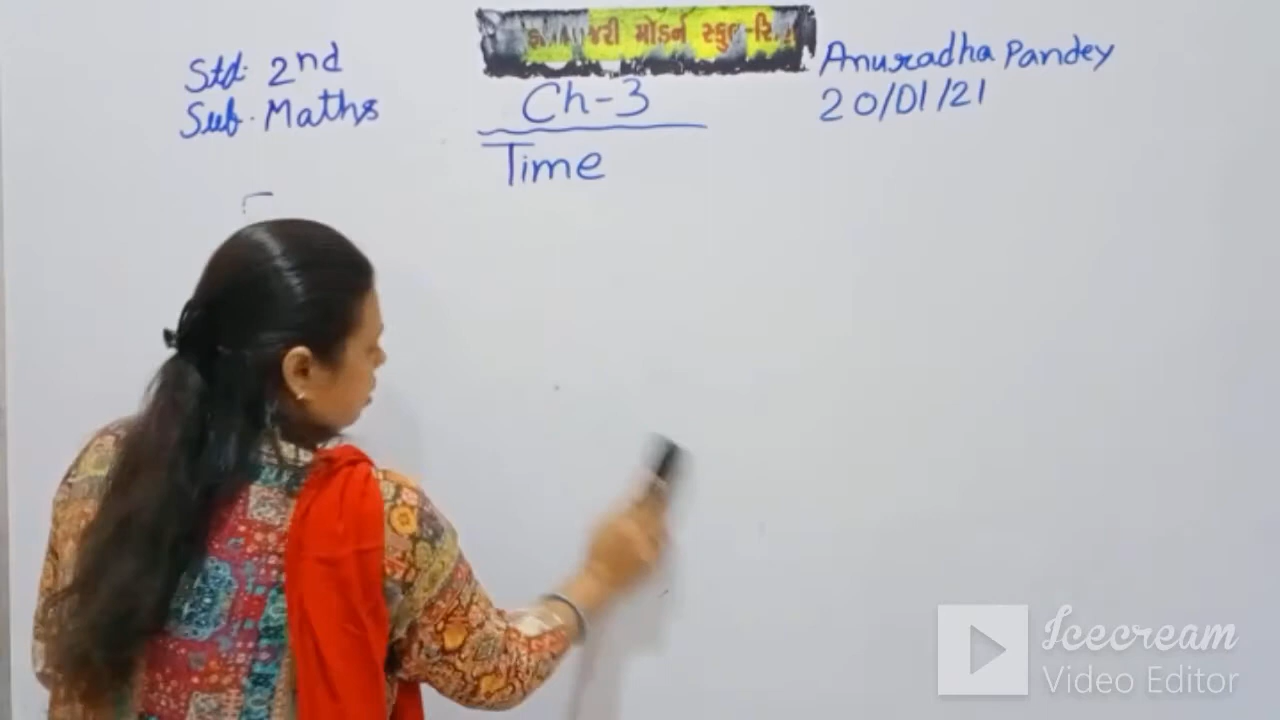 મોડર્ન સ્કુલ
Std: 2nd
Sub. Maths
Ch-3
Time
Anuradha Pandey
20/01/21
Icecream
Video Editor